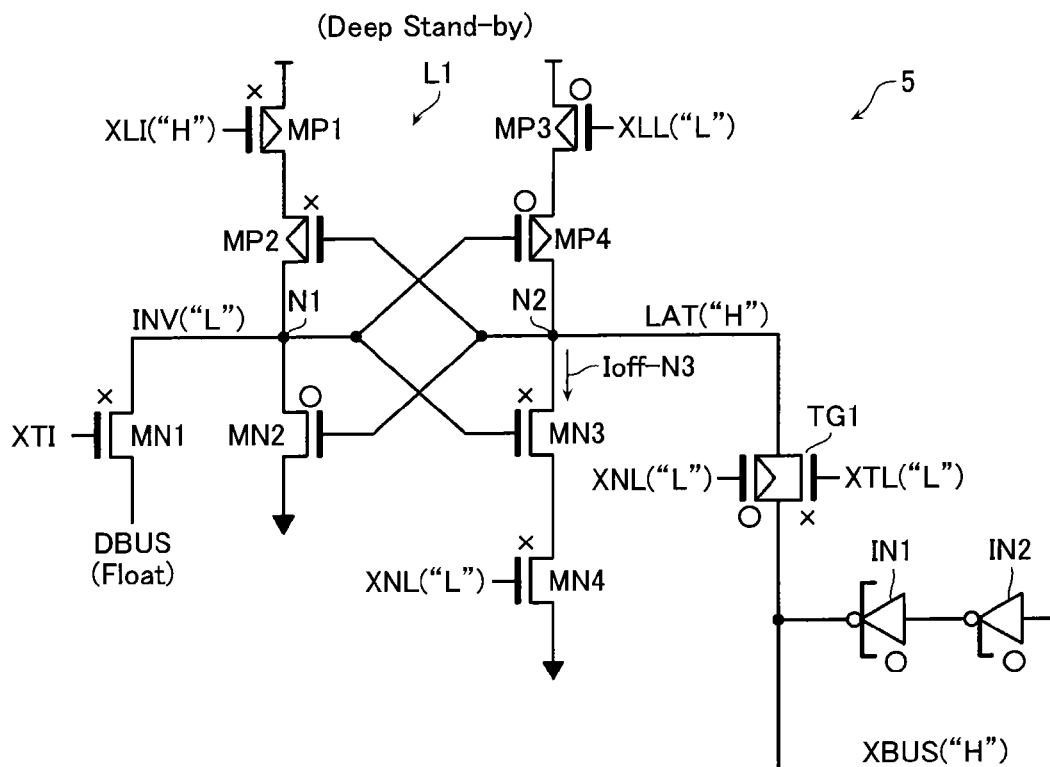 (Deep Stand-by)
L1
5
XLI("H")
MP1
MP3
XLL("L")
MP2
MP4
INV("L")
N1
N2
LAT("H")
Ioff-N3
XTI
MN1
MN2
MN3
TG1
XNL("L")
XTL("L")
DBUS
(Float)
XNL("L")
MN4
IN1
IN2
XBUS("H")